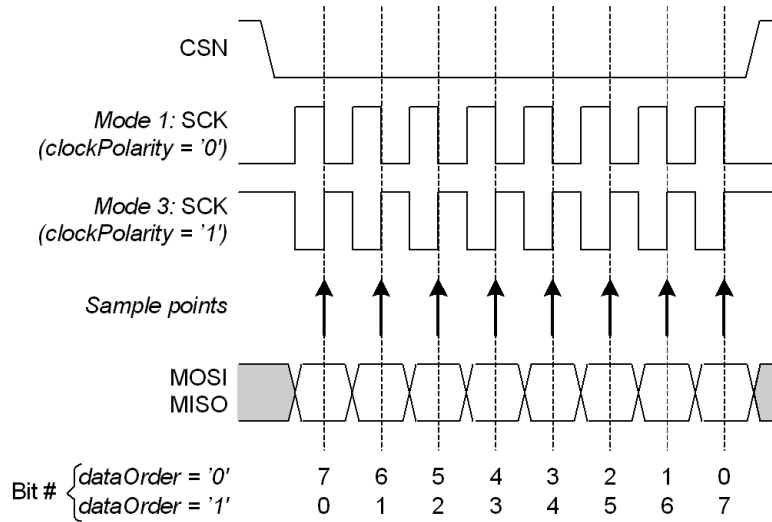 CSN
Mode 1: SCK
(clockPolarity = '0')
Mode 3: SCK
(clockPolarity = '1')
Sample points
MOSI
MISO
Bit # dataOrder = '0' 7 6 5 4 3 2 1 0
dataOrder = '1' 0 1 2 3 4 5 6 7